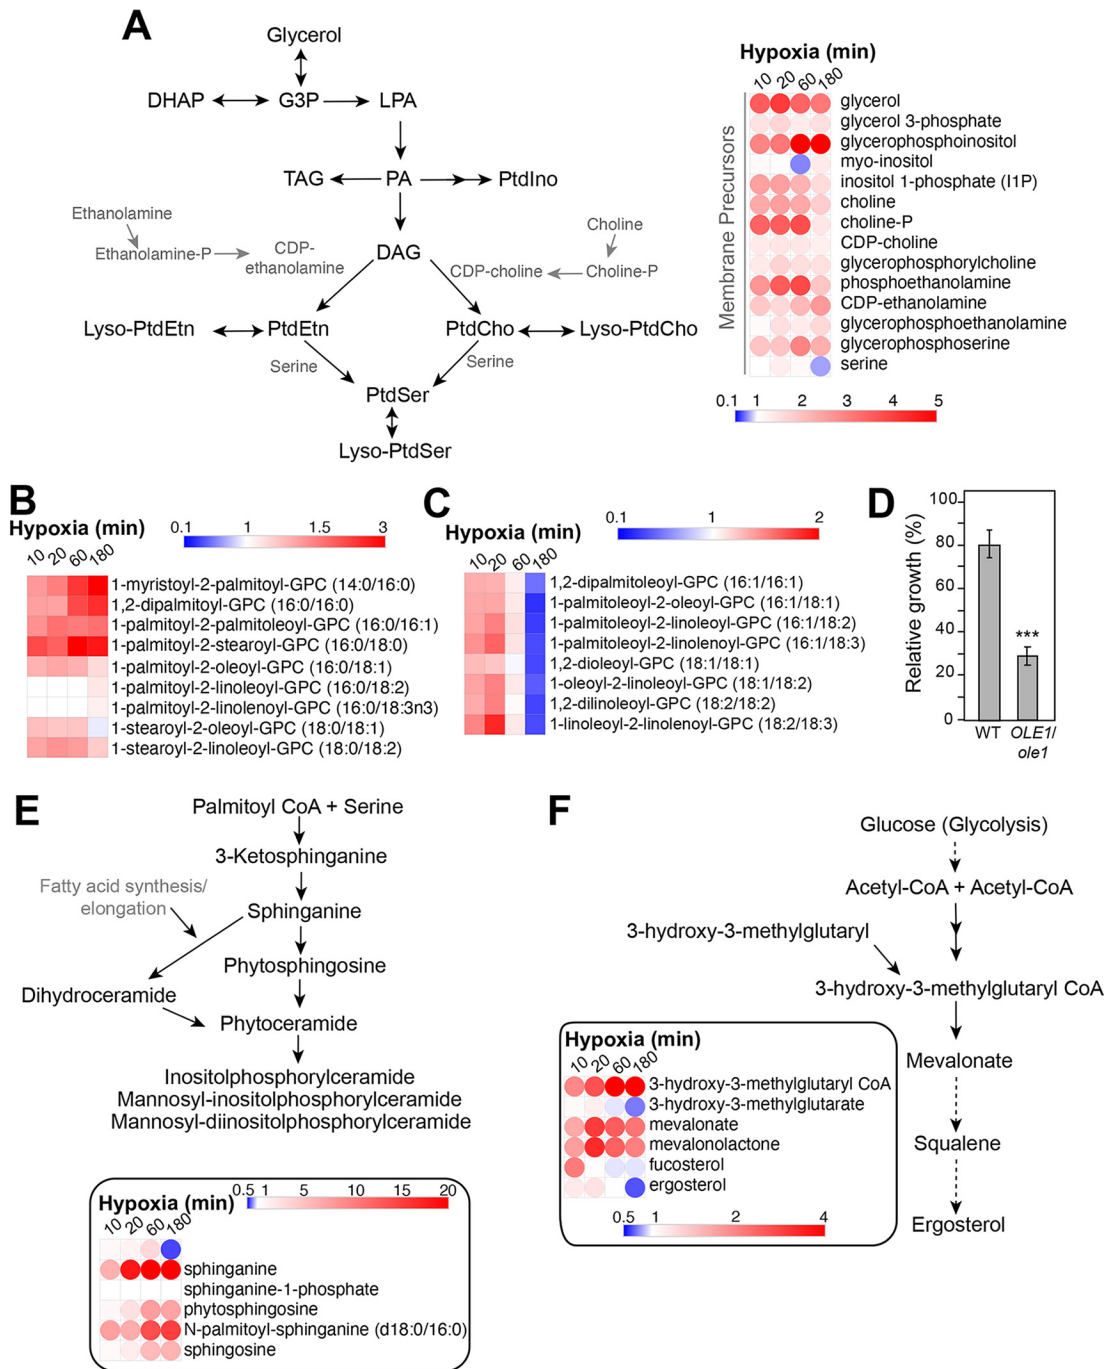 A
Glycerol
DHAP
G3P
LPA
TAG
PA
PtdIno
Ethanolamine
Ethanolamine-P
CDP-
ethanolamine
DAG
Choline
CDP-choline
Choline-P
Lyso-PtdEtn
PtdEtn
PtdCho
Lyso-PtdCho
Serine
Serine
PtdSer
Lyso-PtdSer
Hypoxia (min)
10 20 60 180
Membrane Precursors
glycerol
glycerol 3-phosphate
glycerophosphoinositol
myo-inositol
inositol 1-phosphate (I1P)
choline
choline-P
CDP-choline
glycerophosphorylcholine
phosphoethanolamine
CDP-ethanolamine
glycerophosphoethanolamine
glycerophosphoserine
serine
0.1 1 2 3 4 5
B
Hypoxia (min)
10 20 60 180
0.1 1 1.5 3
1-myristoyl-2-palmitoyl-GPC (14:0/16:0)
1,2-dipalmitoyl-GPC (16:0/16:0)
1-palmitoyl-2-palmitoleoyl-GPC (16:0/16:1)
1-palmitoyl-2-stearoyl-GPC (16:0/18:0)
1-palmitoyl-2-oleoyl-GPC (16:0/18:1)
1-palmitoyl-2-linoleoyl-GPC (16:0/18:2)
1-palmitoyl-2-linolenoyl-GPC (16:0/18:3n3)
1-stearoyl-2-oleoyl-GPC (18:0/18:1)
1-stearoyl-2-linoleoyl-GPC (18:0/18:2)
C
Hypoxia (min)
10 20 60 180
0.1 1 2
1,2-dipalmitoleoyl-GPC (16:1/16:1)
1-palmitoleoyl-2-oleoyl-GPC (16:1/18:1)
1-palmitoleoyl-2-linoleoyl-GPC (16:1/18:2)
1-palmitoleoyl-2-linolenoyl-GPC (16:1/18:3)
1,2-dioleoyl-GPC (18:1/18:1)
1-oleoyl-2-linoleoyl-GPC (18:1/18:2)
1,2-dilinoleoyl-GPC (18:2/18:2)
1-linoleoyl-2-linolenoyl-GPC (18:2/18:3)
D
Relative growth (%)
100
80
60
40
20
0
***
WT
OLE1/
ole1
E
Palmitoyl CoA + Serine
3-Ketosphinganine
Fatty acid synthesis/
elongation
Sphinganine
Phytosphingosine
Dihydroceramide
Phytoceramide
Inositolphosphorylceramide
Mannosyl-inositolphosphorylceramide
Mannosyl-diinositolphosphorylceramide
Hypoxia (min)
0.5 1 5 10 15 20
10 20 60 180
sphinganine
sphinganine-1-phosphate
phytosphingosine
N-palmitoyl-sphinganine (d18:0/16:0)
sphingosine
F
Glucose (Glycolysis)
Acetyl-CoA + Acetyl-CoA
3-hydroxy-3-methylglutaryl
3-hydroxy-3-methylglutaryl CoA
Mevalonate
Squalene
Ergosterol
Hypoxia (min)
10 20 60 180
3-hydroxy-3-methylglutaryl CoA
3-hydroxy-3-methylglutarate
mevalonate
mevalonolactone
fucosterol
ergosterol
0.5 1 2 4